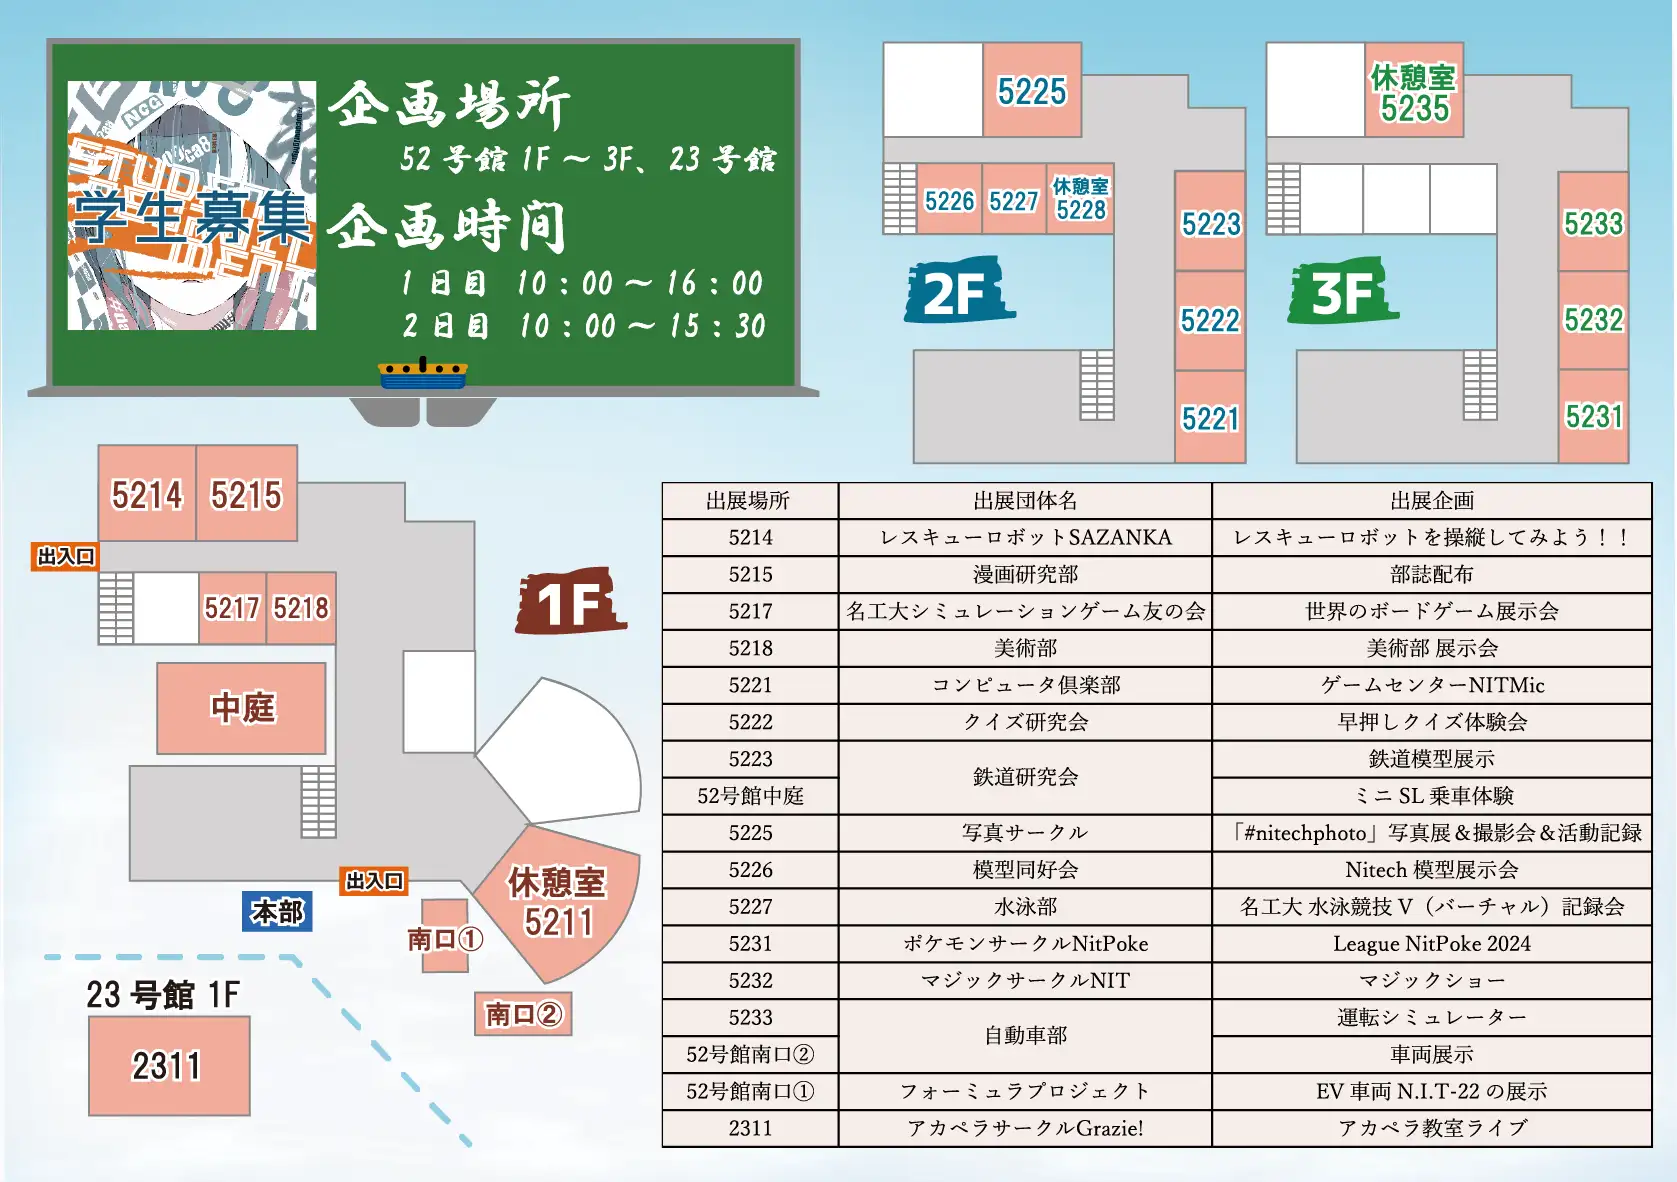 学生募集
企画場所
52号館 1F ～ 3F、23号館
企画時間
1日目 10：00～16：00
2日目 10：00～15：30
5225
5226
5227
休憩室
5228
5223
5222
5221
2F
休憩室
5235
5233
5232
5231
3F
5214
5215
出入口
5217
5218
1F
中庭
出入口
本部
休憩室
5211
南口①
南口②
23号館 1F
2311
出展場所 出展団体名 出展企画
5214 レスキューロボットSAZANKA レスキューロボットを操縦してみよう！！
5215 漫画研究部 部誌配布
5217 名工大シミュレーションゲーム友の会 世界のボードゲーム展示会
5218 美術部 美術部 展示会
5221 コンピュータ倶楽部 ゲームセンターNITMic
5222 クイズ研究会 早押しクイズ体験会
5223 鉄道研究会 鉄道模型展示
52号館中庭 ミニ SL 乗車体験
5225 写真サークル 「#nitechphoto」写真展＆撮影会＆活動記録
5226 模型同好会 Nitech 模型展示会
5227 水泳部 名工大 水泳競技 V（バーチャル）記録会
5231 ポケモンサークルNitPoke League NitPoke 2024
5232 マジックサークルNIT マジックショー
5233 自動車部 運転シミュレーター
52号館南口② 車両展示
52号館南口① フォーミュラプロジェクト EV 車両 N.I.T-22 の展示
2311 アカペラサークルGrazie! アカペラ教室ライブ